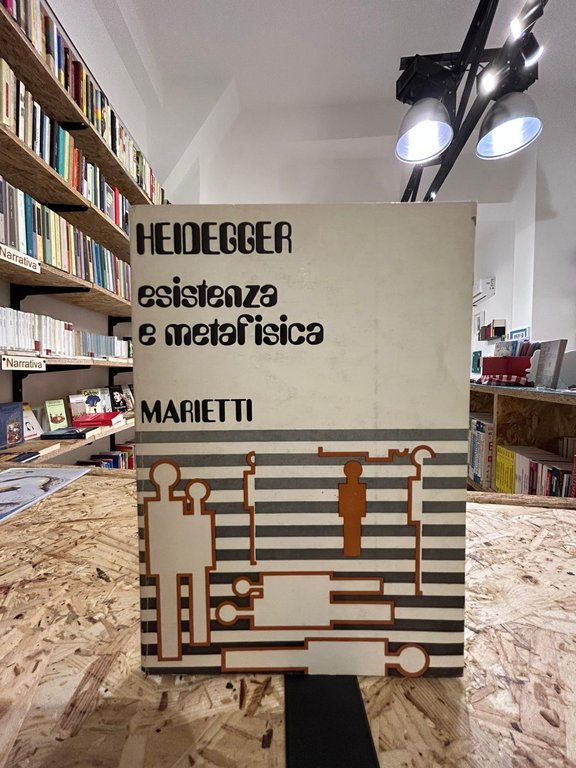 HEIDEGGER
esistenza
e metafisica
MARIETTI
Narrativa
Narrativa